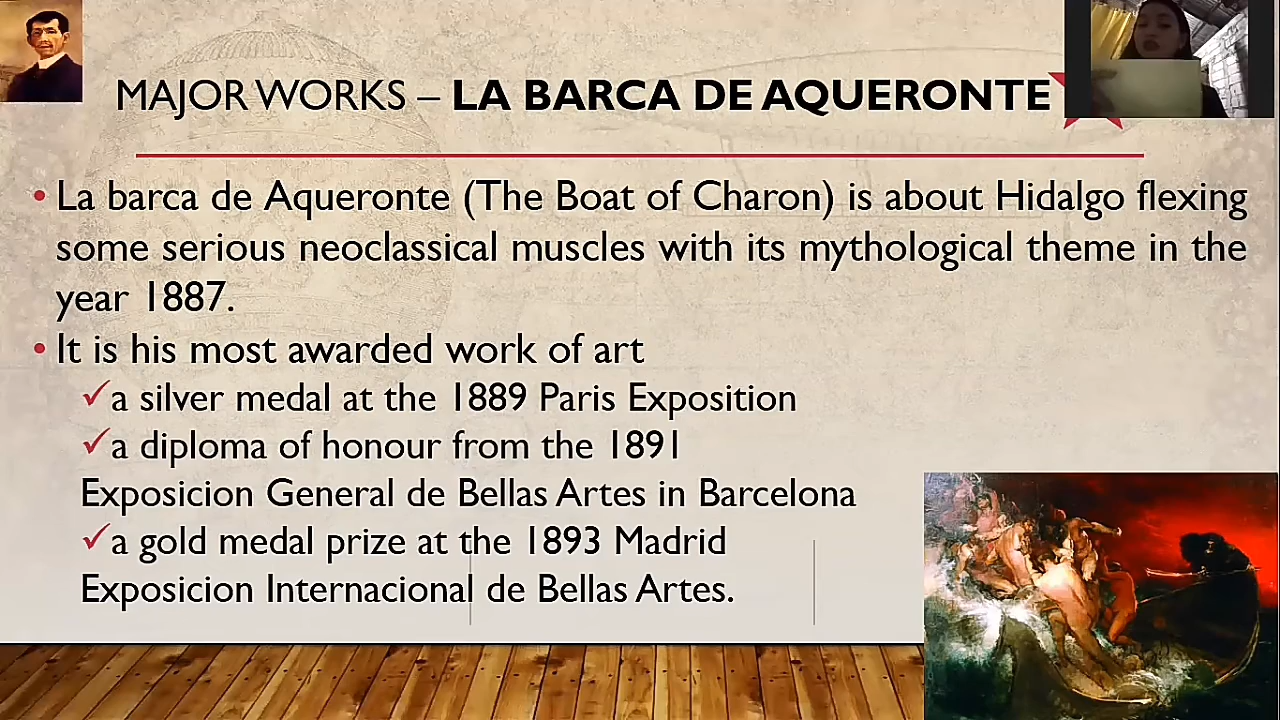 MAJOR WORKS – LA BARCA DE AQUERONTE
• La barca de Aqueronte (The Boat of Charon) is about Hidalgo flexing
some serious neoclassical muscles with its mythological theme in the
year 1887.
• It is his most awarded work of art
✓a silver medal at the 1889 Paris Exposition
✓a diploma of honour from the 1891
Exposicion General de Bellas Artes in Barcelona
✓a gold medal prize at the 1893 Madrid
Exposicion Internacional de Bellas Artes.